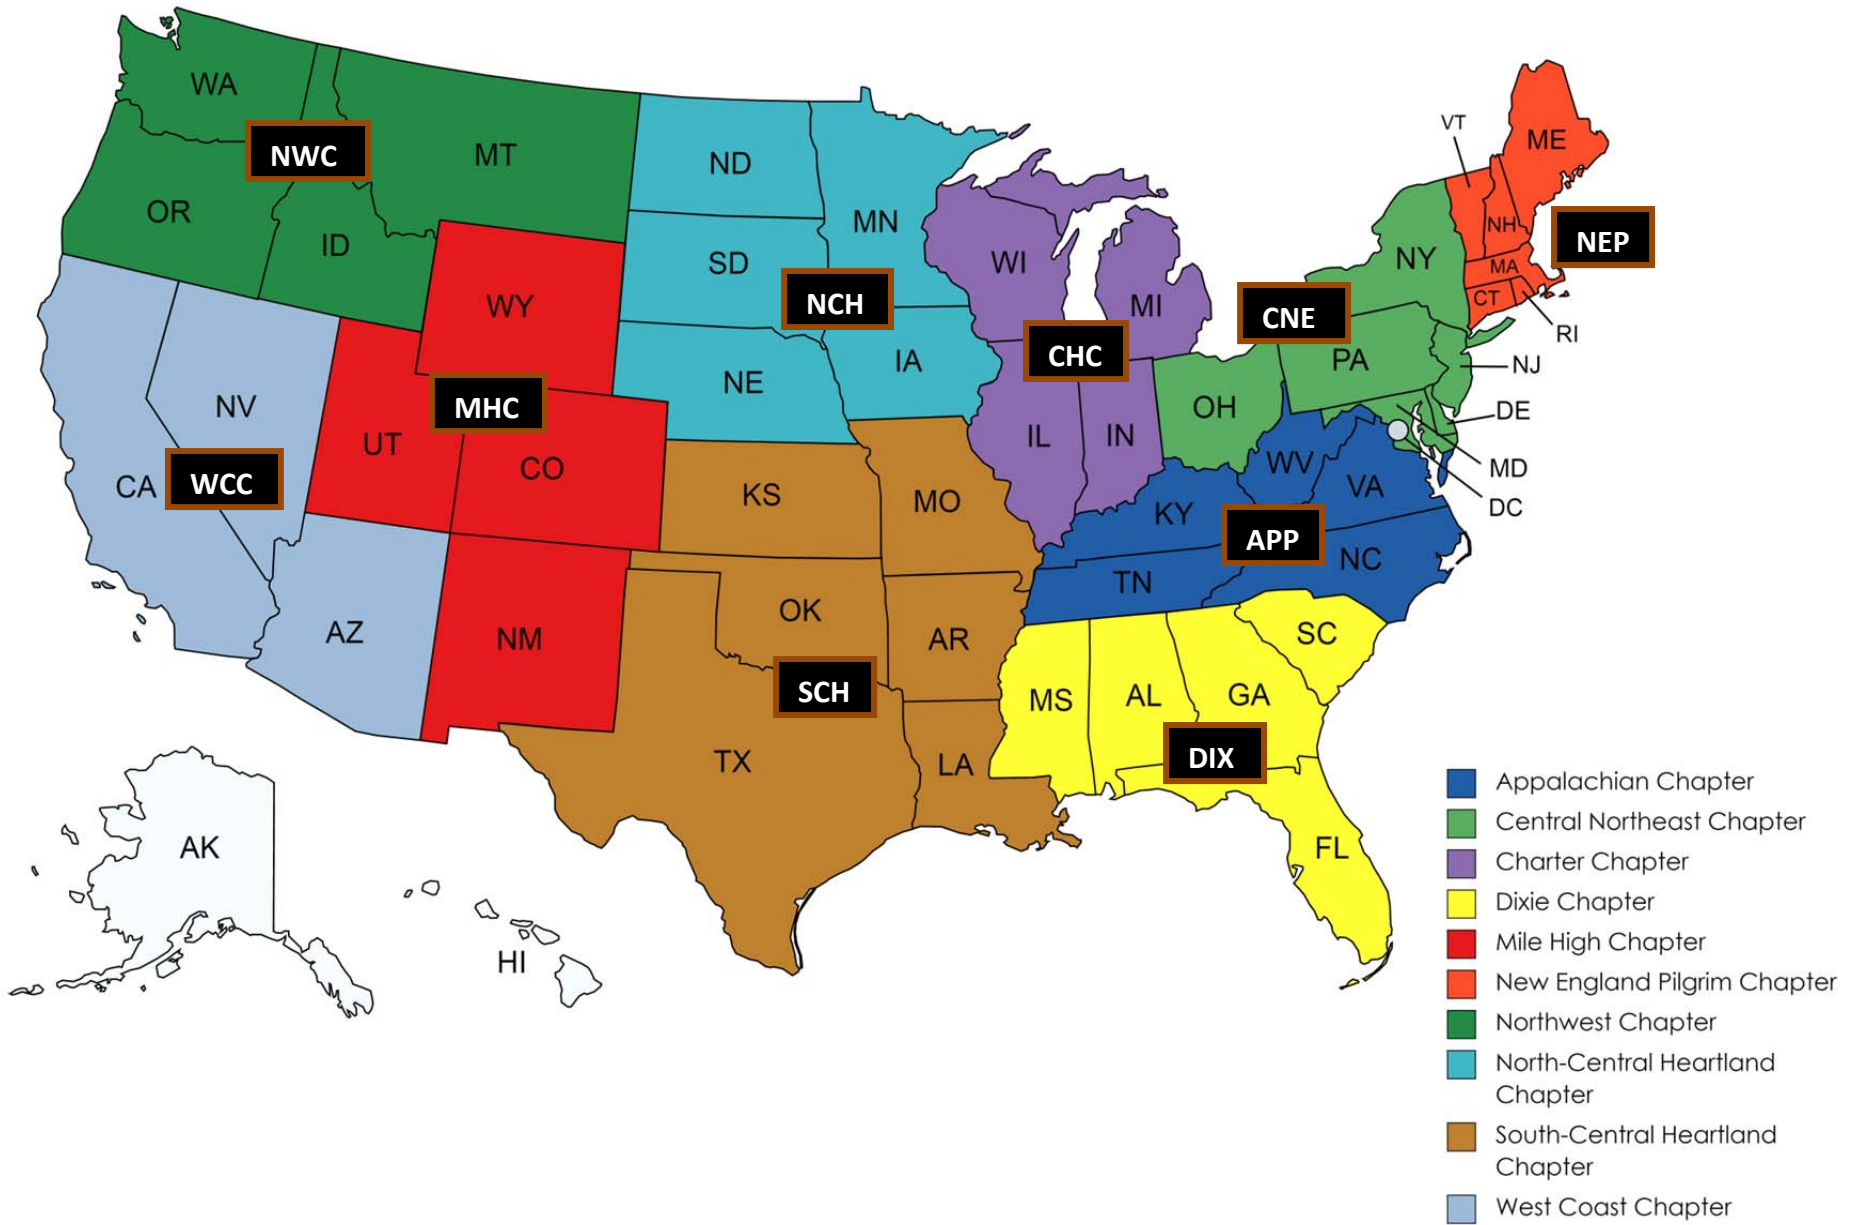 WA
MT
ND
MN
VT
ME
NWC
OR
ID
SD
WI
MI
NY
NH
MA
CT
RI
NEP
WY
NCH
CNE
CHC
PA
NJ
NV
NE
IA
OH
DE
MHC
UT
CO
IL
IN
WV
MD
CA
WCC
KS
MO
KY
VA
DC
APP
NC
TN
AZ
NM
OK
AR
SC
SCH
MS
AL
GA
TX
LA
DIX
FL
AK
HI
Appalachian Chapter
Central Northeast Chapter
Charter Chapter
Dixie Chapter
Mile High Chapter
New England Pilgrim Chapter
Northwest Chapter
North-Central Heartland
Chapter
South-Central Heartland
Chapter
West Coast Chapter